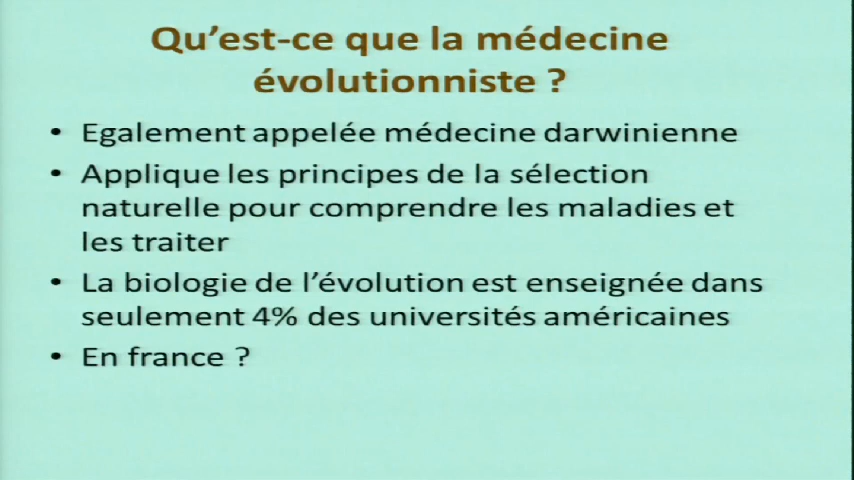 Qu’est-ce que la médecine
évolutionniste ?
• Egalement appelée médecine darwinienne
• Applique les principes de la sélection
naturelle pour comprendre les maladies et
les traiter
• La biologie de l’évolution est enseignée dans
seulement 4% des universités américaines
• En france ?